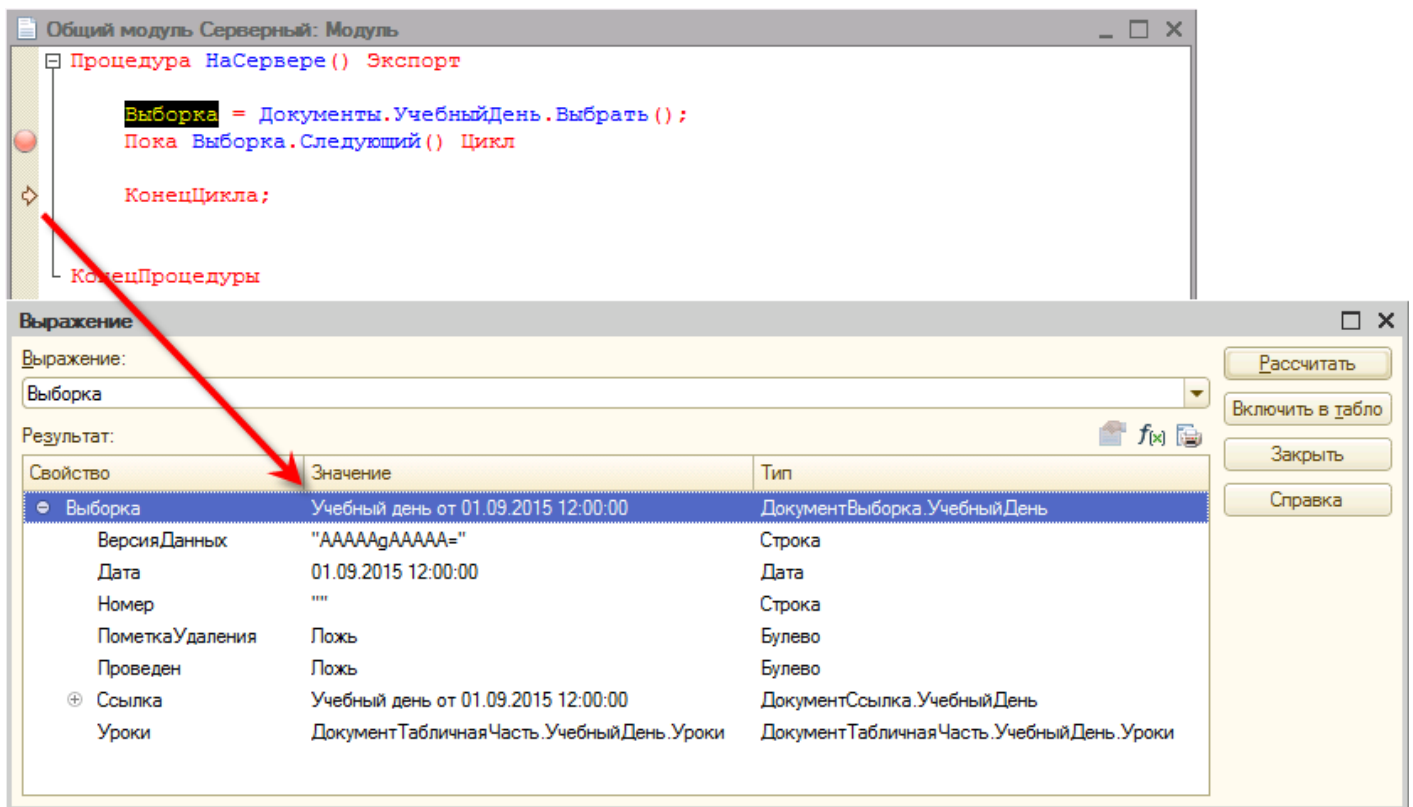 Общий модуль Серверный: Модуль
Процедура НаСервере() Экспорт
Выборка = Документы.УчебныйДень.Выбрать();
Пока Выборка.Следующий() Цикл
КонецЦикла;
КонецПроцедуры
Выражение
Выражение:
Рассчитать
Выборка
Включить в табло
Результат:
Закрыть
Свойство Значение Тип
Справка
Выборка Учебный день от 01.09.2015 12:00:00 ДокументВыборка.УчебныйДень
ВерсияДанных "AAAAAgAAAAA=" Строка
Дата 01.09.2015 12:00:00 Дата
Номер "" Строка
ПометкаУдаления Ложь Булево
Проведен Ложь Булево
Ссылка Учебный день от 01.09.2015 12:00:00 ДокументСсылка.УчебныйДень
Уроки ДокументТабличнаяЧасть.УчебныйДень.Уроки ДокументТабличнаяЧасть.УчебныйДень.Уроки